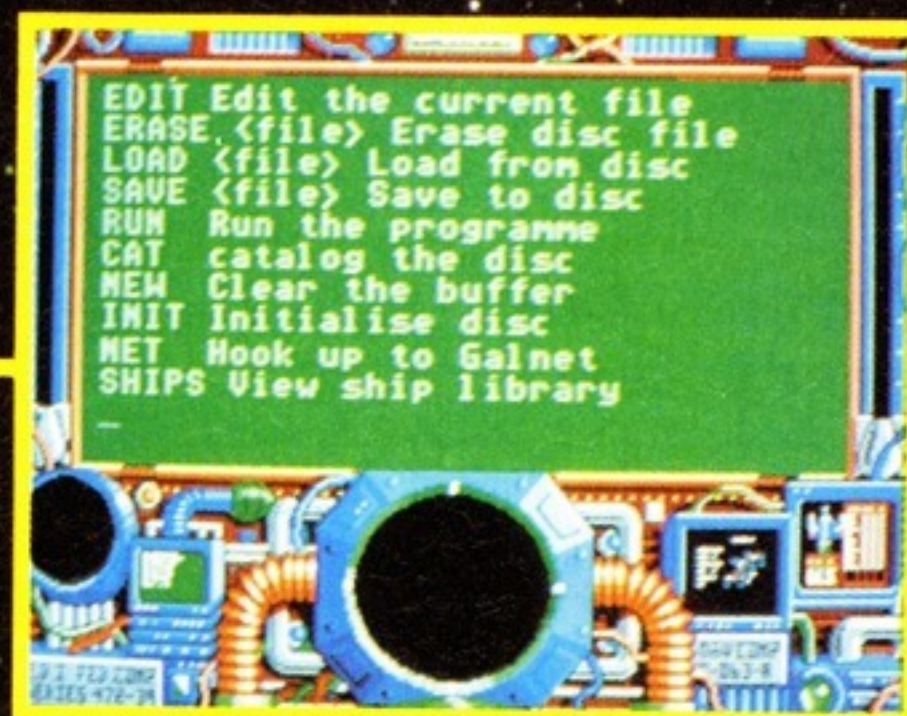 EDIT Edit the current file
ERASE <file> Erase disc file
LOAD <file> Load from disc
SAVE <file> Save to disc
RUN Run the programme
CAT catalog the disc
NEW Clear the buffer
INIT Initialise disc
NET Hook up to Galnet
SHIPS View ship library